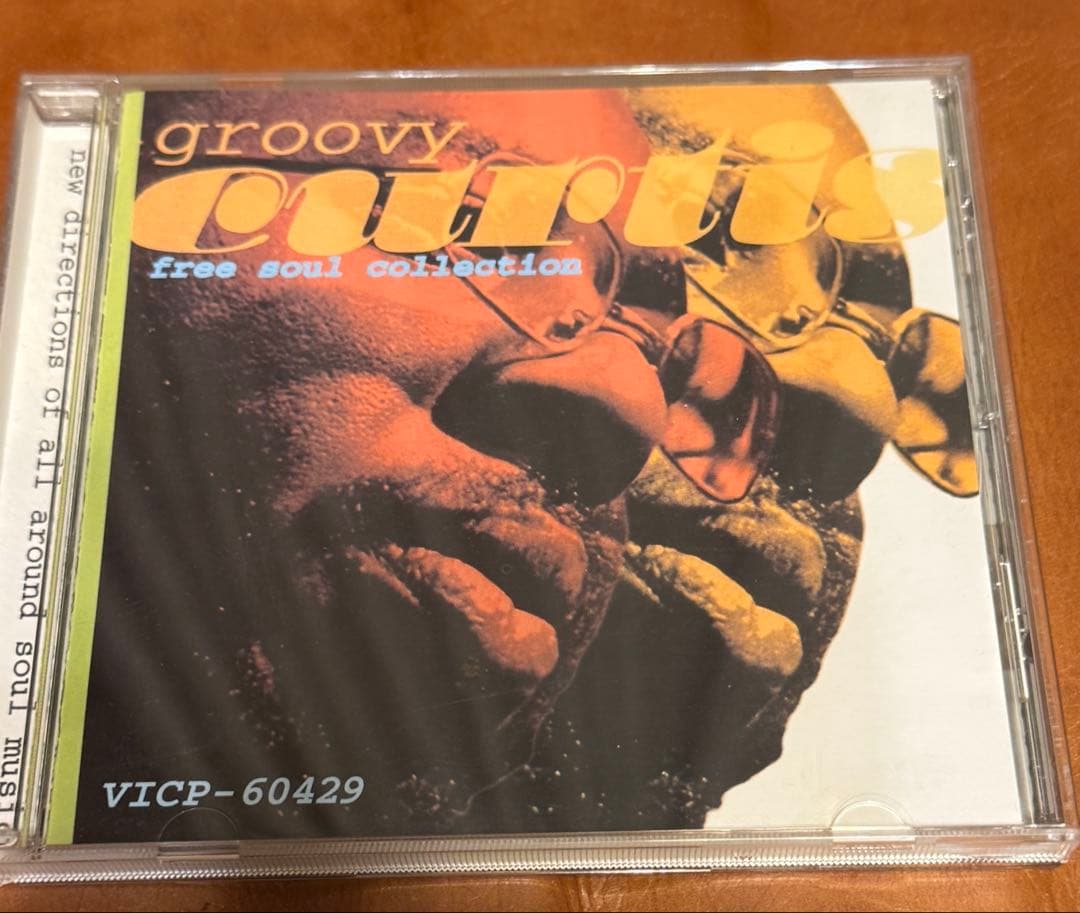 groovy
curtis
free soul collection
VICP-60429
new directions of all around soul music